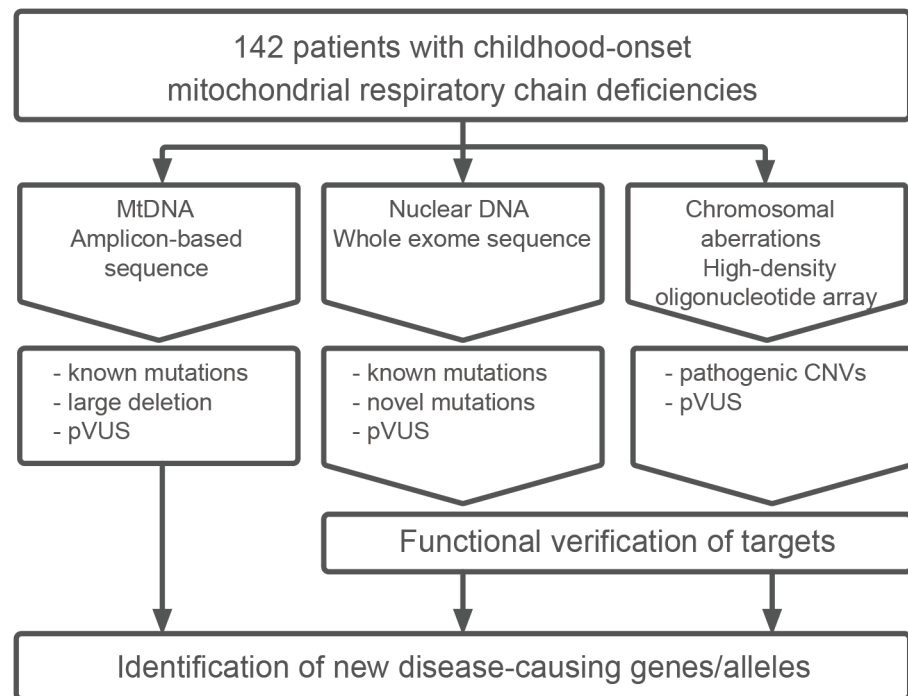 142 patients with childhood-onset
mitochondrial respiratory chain deficiencies
MtDNA
Amplicon-based
sequence
Nuclear DNA
Whole exome sequence
Chromosomal
aberrations
High-density
oligonucleotide array
- known mutations
- large deletion
- pVUS
- known mutations
- novel mutations
- pVUS
- pathogenic CNVs
- pVUS
Functional verification of targets
Identification of new disease-causing genes/alleles